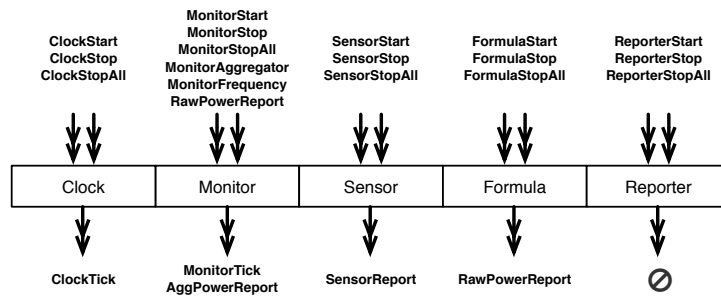 ClockStart
ClockStop
ClockStopAll
MonitorStart
MonitorStop
MonitorStopAll
MonitorAggregator
MonitorFrequency
RawPowerReport
SensorStart
SensorStop
SensorStopAll
FormulaStart
FormulaStop
FormulaStopAll
ReporterStart
ReporterStop
ReporterStopAll
Clock
Monitor
Sensor
Formula
Reporter
ClockTick
MonitorTick
AggPowerReport
SensorReport
RawPowerReport